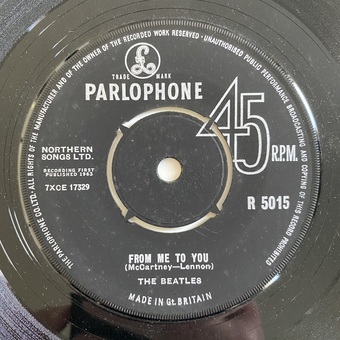 THE PARLOPHONE CO. LTD. ALL RIGHTS OF THE MANUFACTURER AND OF THE OWNER OF THE RECORDED WORK RESERVED. UNAUTHORISED PUBLIC PERFORMANCE BROADCASTING AND COPYING OF THIS RECORD PROHIBITED
£
TRADE MARK
PARLOPHONE
45
R.P.M.
NORTHERN
SONGS LTD.
RECORDING FIRST
PUBLISHED 1963
7XCE 17329
R 5015
FROM ME TO YOU
(McCartney—Lennon)
THE BEATLES
MADE IN Gt. BRITAIN